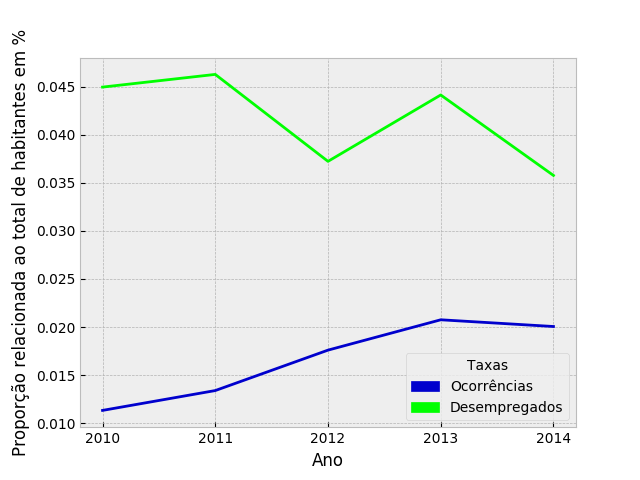 Proporção relacionada ao total de habitantes em %
0.045
0.040
0.035
0.030
0.025
0.020
0.015
0.010
Taxas
Ocorrências
Desempregados
2010 2011 2012 2013 2014
Ano